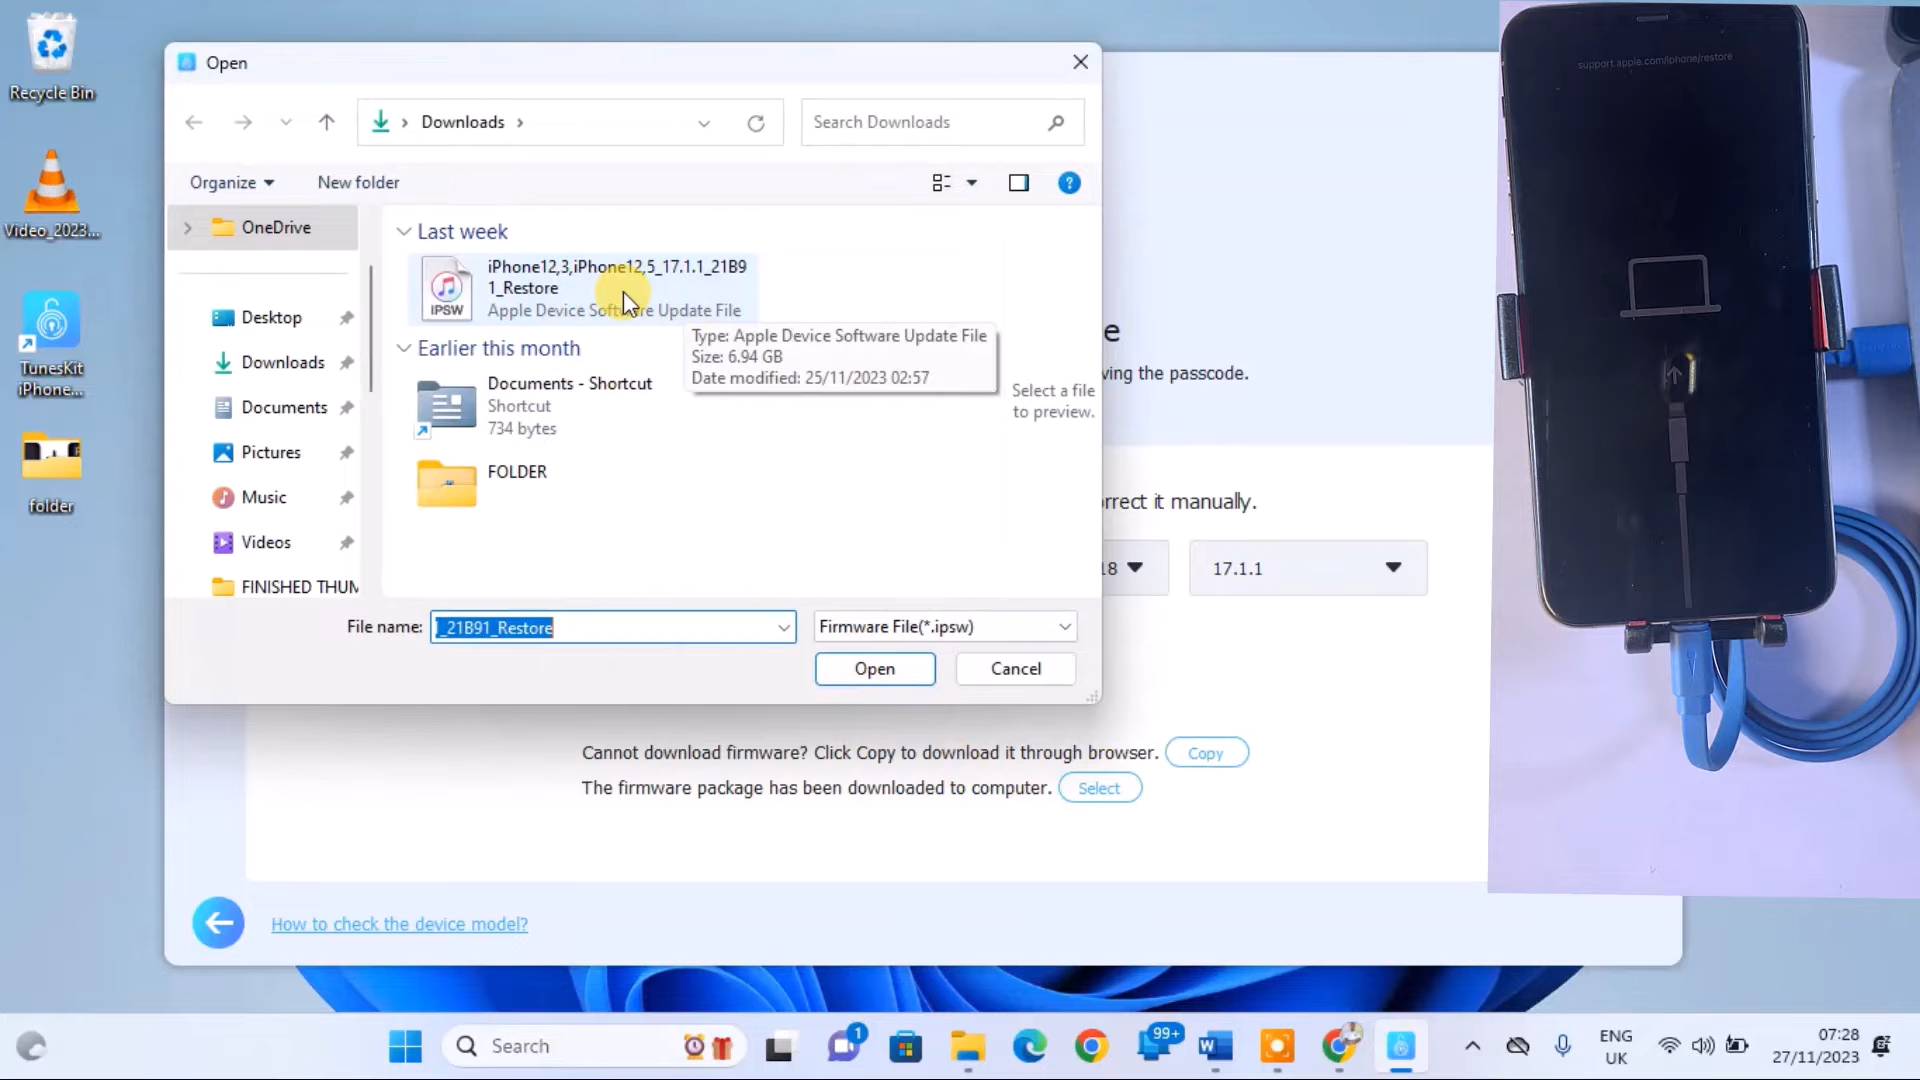 Recycle Bin
Video_2023...
TunesKit
iPhone...
folder
Open
Downloads
Search Downloads
Organize
New folder
OneDrive
Desktop
Downloads
Documents
Pictures
Music
Videos
FINISHED THUM
Last week
iPhone12,3,iPhone12,5_17.1.1_21B9
1_Restore
Apple Device Software Update File
IPSW
Type: Apple Device Software Update File
Size: 6.94 GB
Date modified: 25/11/2023 02:57
Earlier this month
Documents - Shortcut
Shortcut
734 bytes
FOLDER
Select a file
to preview.
File name:
_21B91_Restore
Firmware File(*.ipsw)
Open
Cancel
e
ving the passcode.
rrect it manually.
18
17.1.1
Cannot download firmware? Click Copy to download it through browser.
Copy
The firmware package has been downloaded to computer.
Select
How to check the device model?
support.apple.com/iphone/restore
Search
1
99+
ENG
UK
07:28
27/11/2023